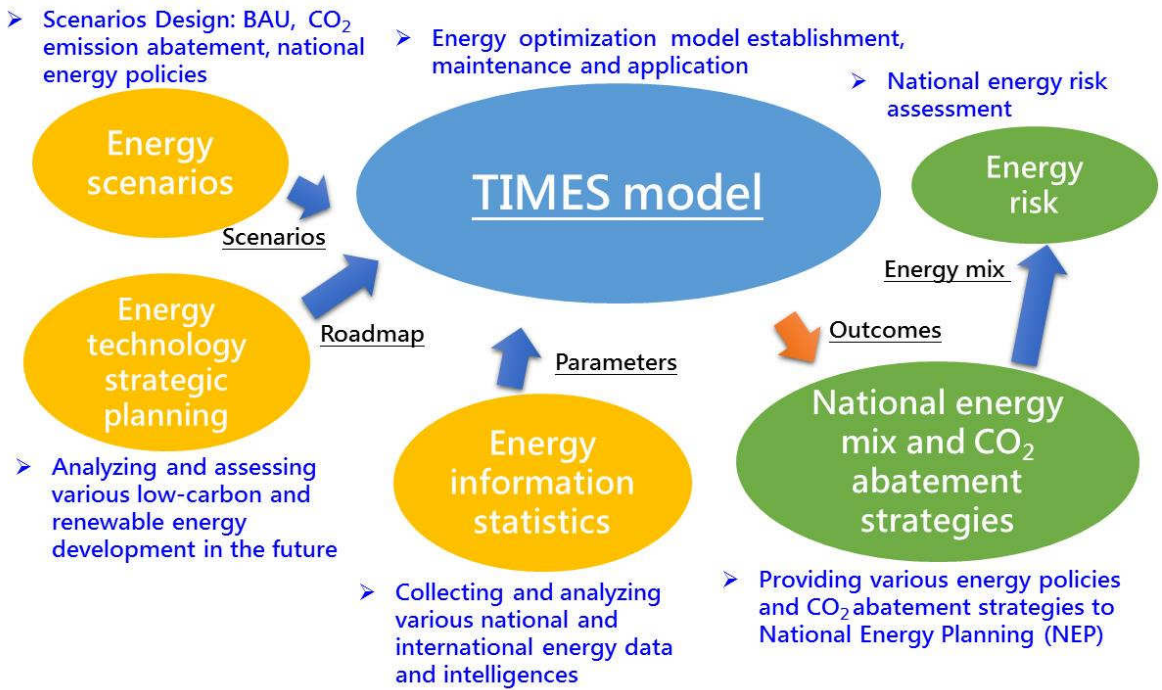 ➢ Scenarios Design: BAU, CO₂
emission abatement, national
energy policies
➢ Energy optimization model establishment,
maintenance and application
➢ National energy risk
assessment
Energy
scenarios
TIMES model
Energy
risk
Scenarios
Energy mix
Energy
technology
strategic
planning
Roadmap
Parameters
Outcomes
Energy
information
statistics
National energy
mix and CO₂
abatement
strategies
➢ Analyzing and assessing
various low-carbon and
renewable energy
development in the future
➢ Collecting and analyzing
various national and
international energy data
and intelligences
➢ Providing various energy policies
and CO₂ abatement strategies to
National Energy Planning (NEP)